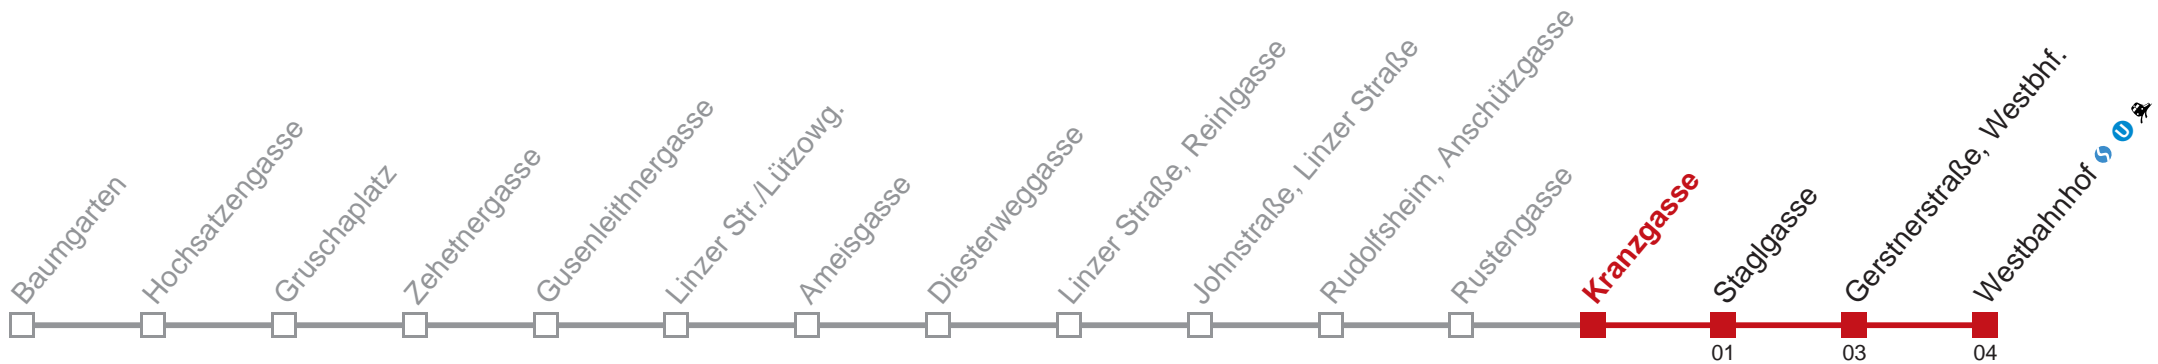 Baumgarten
Hochsatzengasse
Gruschaplatz
Zehetnergasse
Gusenleithnergasse
Linzer Str./Lützowg.
Ameisgasse
Diesterweggasse
Linzer Straße, Reinlgasse
Johnstraße, Linzer Straße
Rudolfsheim, Anschützgasse
Rustengasse
Kranzgasse
Staglgasse
Gerstnerstraße, Westbhf.
Westbahnhof S U
01
03
04